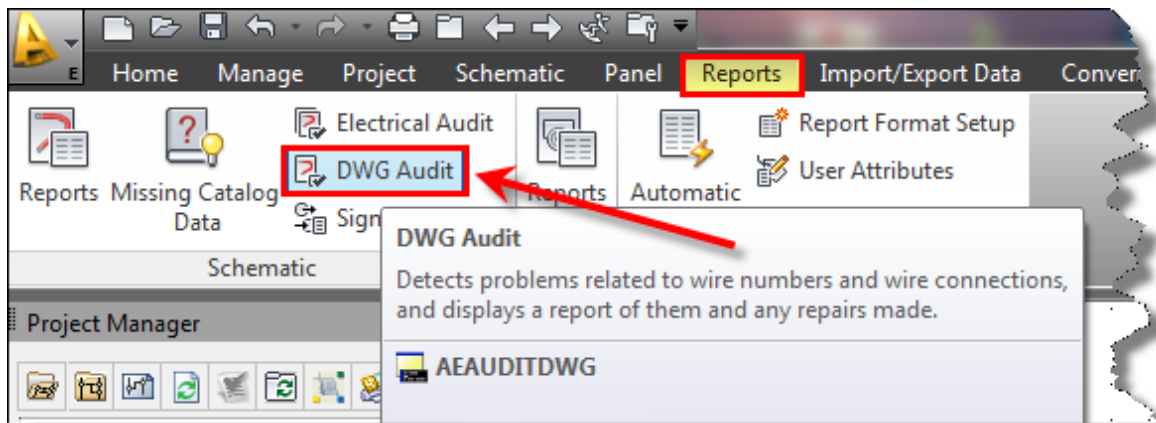 E Home Manage Project Schematic Panel Reports Import/Export Data
Electrical Audit Report Format Setup
DWG Audit User Attributes
Reports Missing Catalog Data Reports Automatic
Schematic
DWG Audit
Detects problems related to wire numbers and wire connections,
and displays a report of them and any repairs made.
Project Manager
AEAUDITDWG